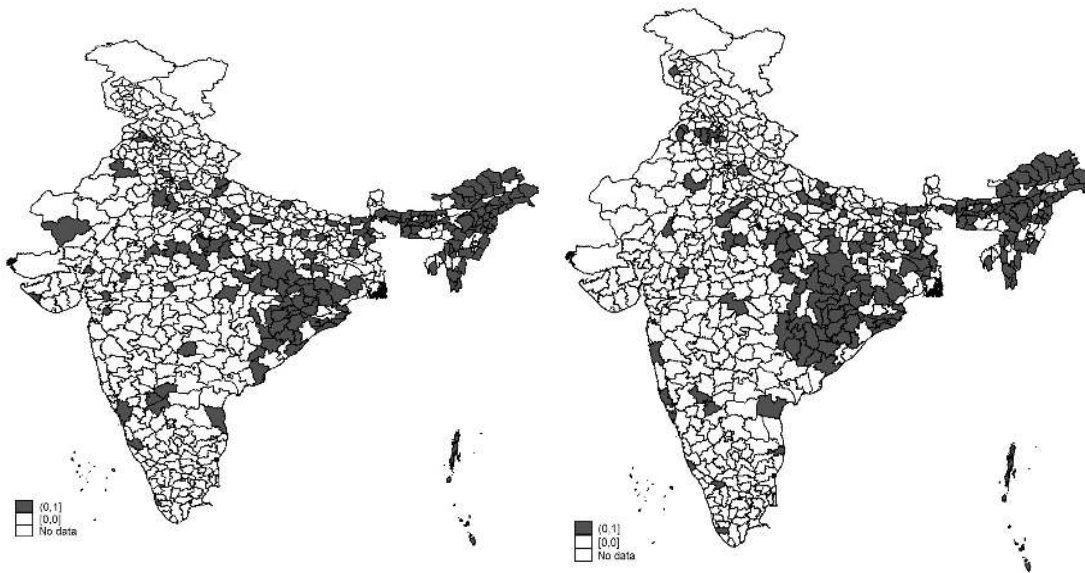 (0,1]
[0,0]
No data
(0,1]
[0,0]
No data